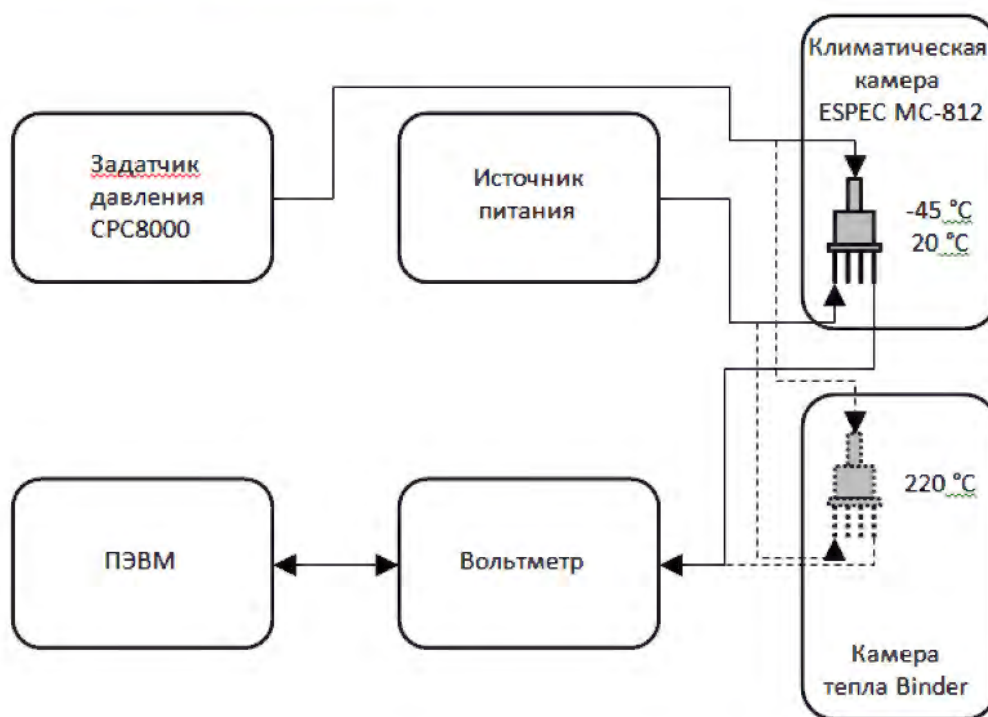 Климатическая
камера
ESPEC MC-812
-45 °C
20 °C
Задатчик
давления
CPC8000
Источник
питания
220 °C
ПЭВМ
Вольтметр
Камера
тепла Binder